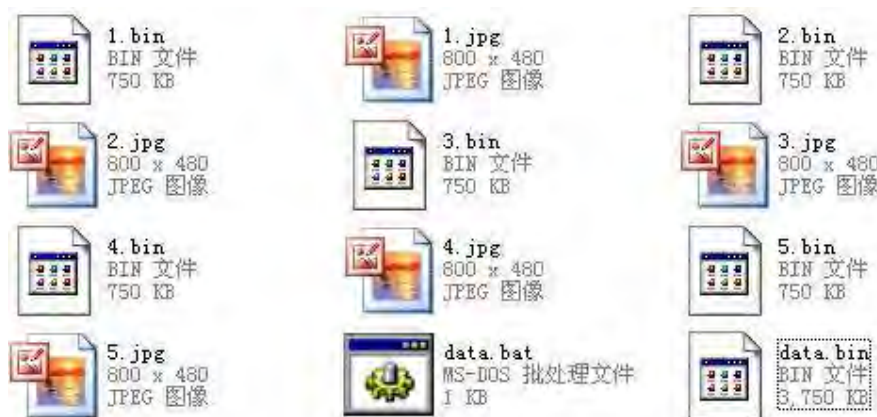 1.bin
BIN 文件
750 KB
1.jpg
800 x 480
JPEG 图像
2.bin
BIN 文件
750 KB
2.jpg
800 x 480
JPEG 图像
3.bin
BIN 文件
750 KB
3.jpg
800 x 480
JPEG 图像
4.bin
BIN 文件
750 KB
4.jpg
800 x 480
JPEG 图像
5.bin
BIN 文件
750 KB
5.jpg
800 x 480
JPEG 图像
data.bat
MS-DOS 批处理文件
1 KB
data.bin
BIN 文件
3,750 KB